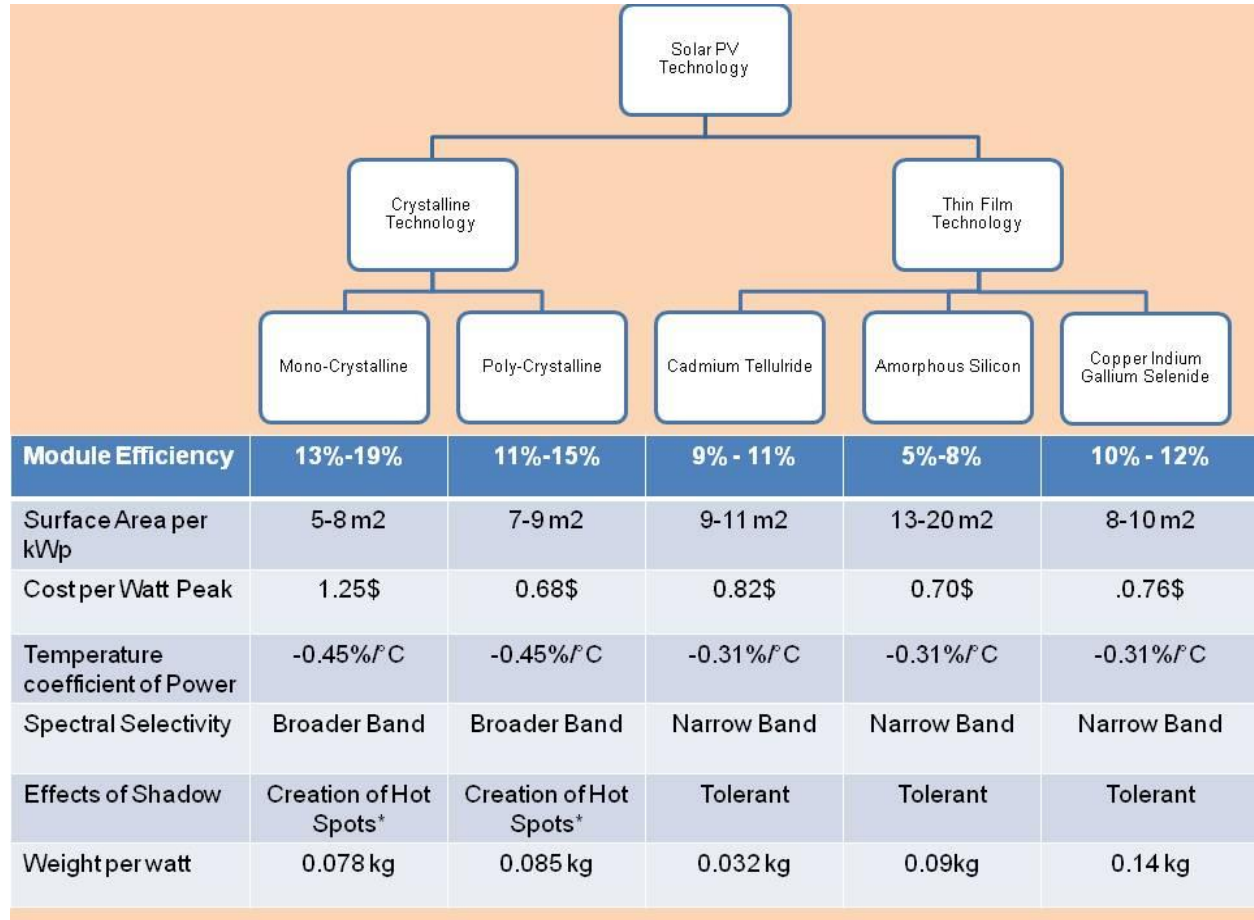 Solar PV
Technology
Crystalline
Technology
Thin Film
Technology
Mono-Crystalline
Poly-Crystalline
Cadmium Tellulride
Amorphous Silicon
Copper Indium
Gallium Selenide
Module Efficiency 13%-19% 11%-15% 9% - 11% 5%-8% 10% - 12%
Surface Area per
kWp
5-8 m2 7-9 m2 9-11 m2 13-20 m2 8-10 m2
Cost per Watt Peak 1.25$ 0.68$ 0.82$ 0.70$ .0.76$
Temperature
coefficient of Power
-0.45%/°C -0.45%/°C -0.31%/°C -0.31%/°C -0.31%/°C
Spectral Selectivity Broader Band Broader Band Narrow Band Narrow Band Narrow Band
Effects of Shadow
Creation of Hot
Spots*
Creation of Hot
Spots*
Tolerant Tolerant Tolerant
Weight per watt 0.078 kg 0.085 kg 0.032 kg 0.09kg 0.14 kg